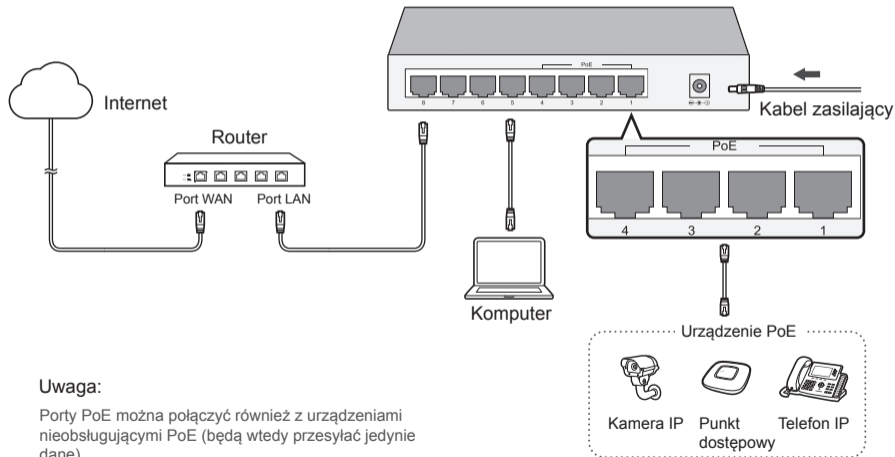 PoE
8 7 6 5 4 3 2 1
Internet
Kabel zasilający
Router
PoE
Port WAN Port LAN
4 3 2 1
Komputer
Urządzenie PoE
Kamera IP
Punkt
dostępowy
Telefon IP
Uwaga:
Porty PoE można połączyć również z urządzeniami
nieobsługującymi PoE (będą wtedy przesyłać jedynie
dane)